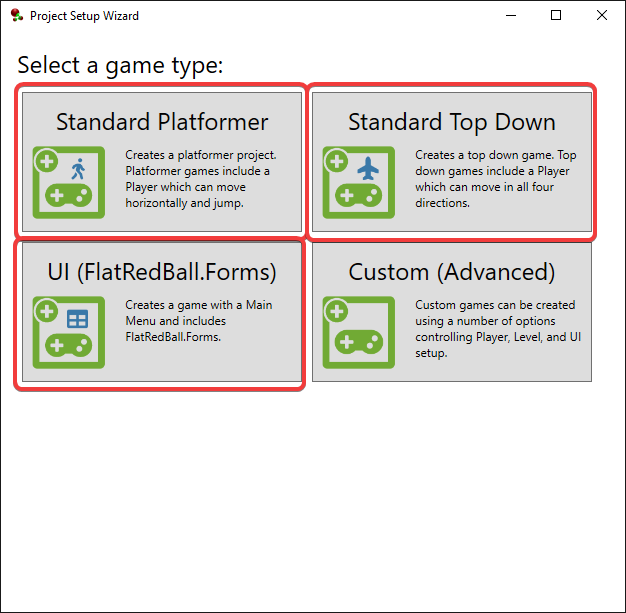 Project Setup Wizard
Select a game type:
Standard Platformer
Creates a platformer project.
Platformer games include a
Player which can move
horizontally and jump.
Standard Top Down
Creates a top down game. Top
down games include a Player
which can move in all four
directions.
UI (FlatRedBall.Forms)
Creates a game with a Main
Menu and includes
FlatRedBall.Forms.
Custom (Advanced)
Custom games can be created
using a number of options
controlling Player, Level, and UI
setup.